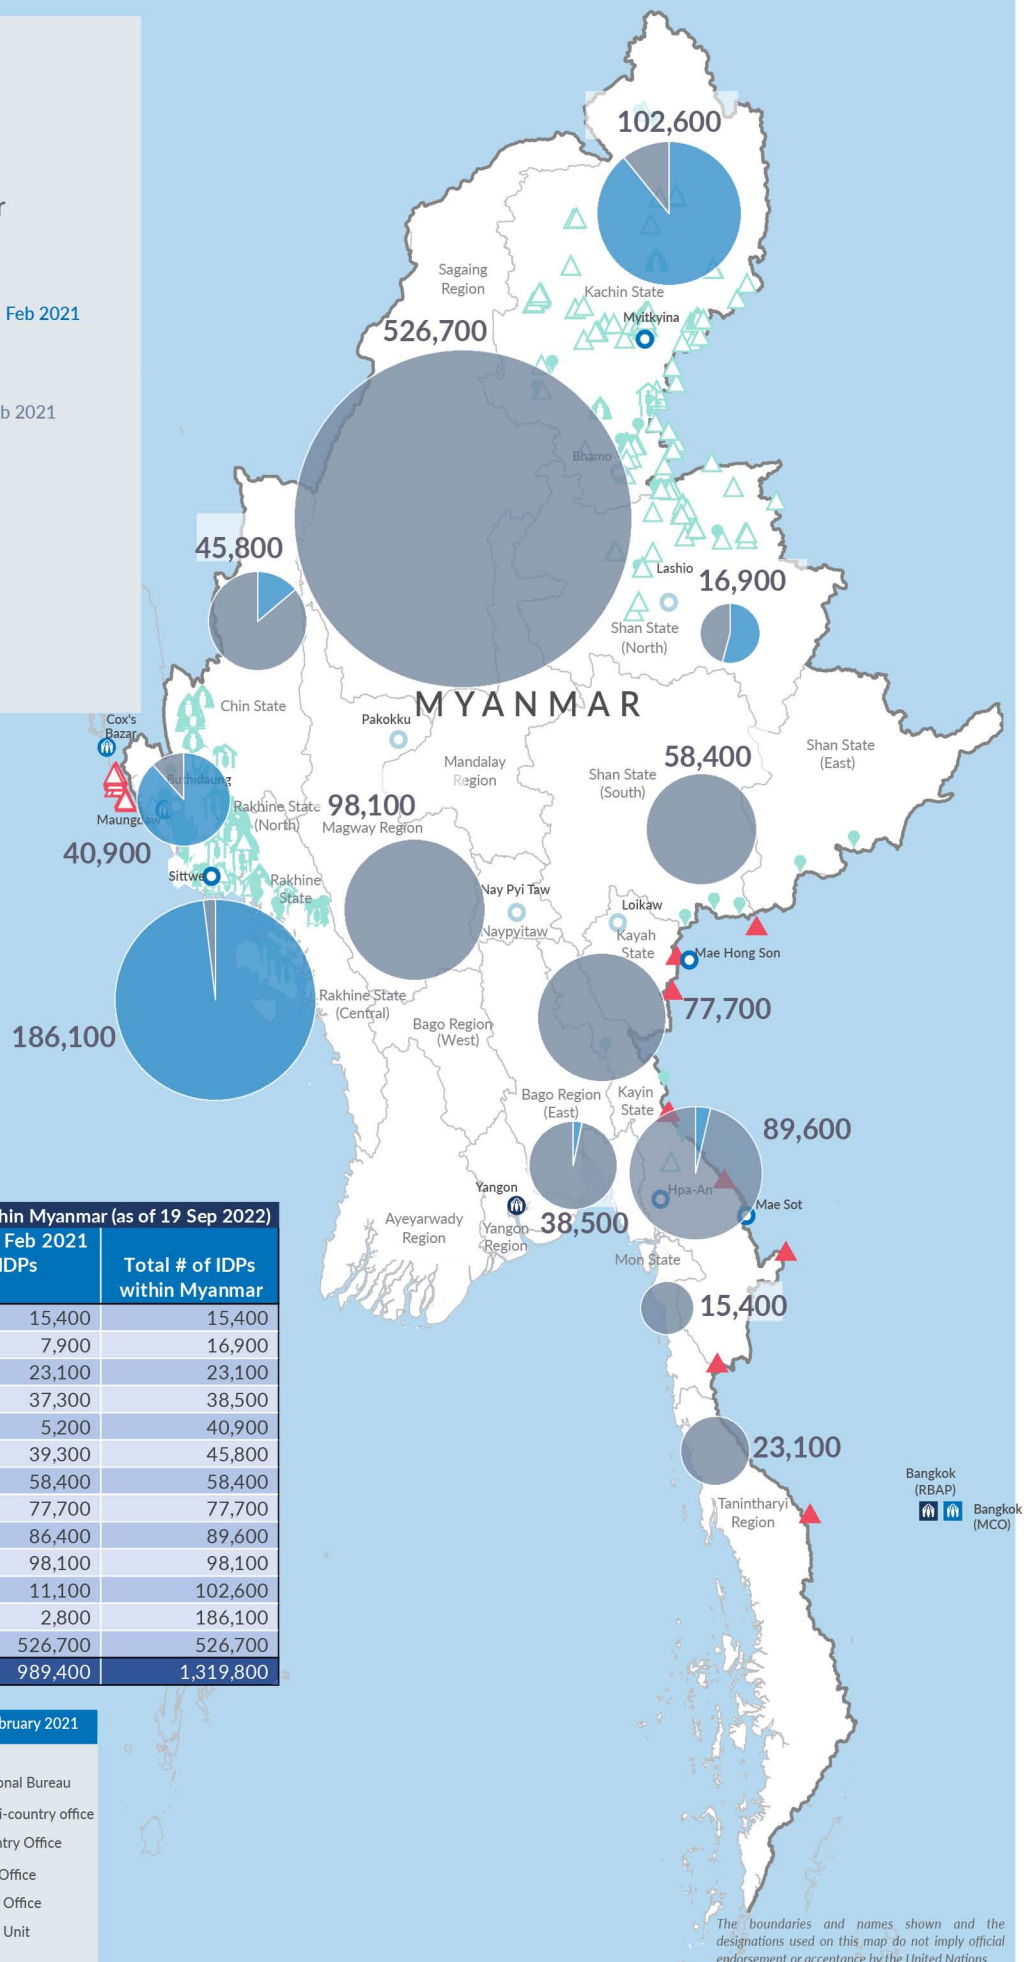 r
Feb 2021
b 2021
102,600
Sagaing
Region
Kachin State
Myitkyina
526,700
Bhamo
45,800
Lashio
16,900
Shan State
(North)
MYANMAR
Chin State
Pakokku
Cox's
Bazar
Mandalay
Region
58,400
Shan State
(South)
Shan State
(East)
Buthidaung
Maungdaw
Rakhine State
(North)
98,100
Magway Region
40,900
Sittwe
Rakhine
State
Nay Pyi Taw
Naypyitaw
Loikaw
Kayah
State
Mae Hong Son
77,700
Rakhine State
(Central)
186,100
Bago Region
(West)
Bago Region
(East)
Kayin
State
89,600
Hpa-An
Mae Sot
Yangon
Yangon
Region
38,500
Ayeyarwady
Region
Mon State
15,400
23,100
Tanintharyi
Region
Bangkok
(RBAP)
Bangkok
(MCO)
hin Myanmar (as of 19 Sep 2022)
Feb 2021
IDPs
Total # of IDPs
within Myanmar
15,400 15,400
7,900 16,900
23,100 23,100
37,300 38,500
5,200 40,900
39,300 45,800
58,400 58,400
77,700 77,700
86,400 89,600
98,100 98,100
11,100 102,600
2,800 186,100
526,700 526,700
989,400 1,319,800
bruary 2021
onal Bureau
i-country office
ntry Office
Office
Office
Unit
The boundaries and names shown and the
designations used on this map do not imply official
endorsement or acceptance by the United Nations